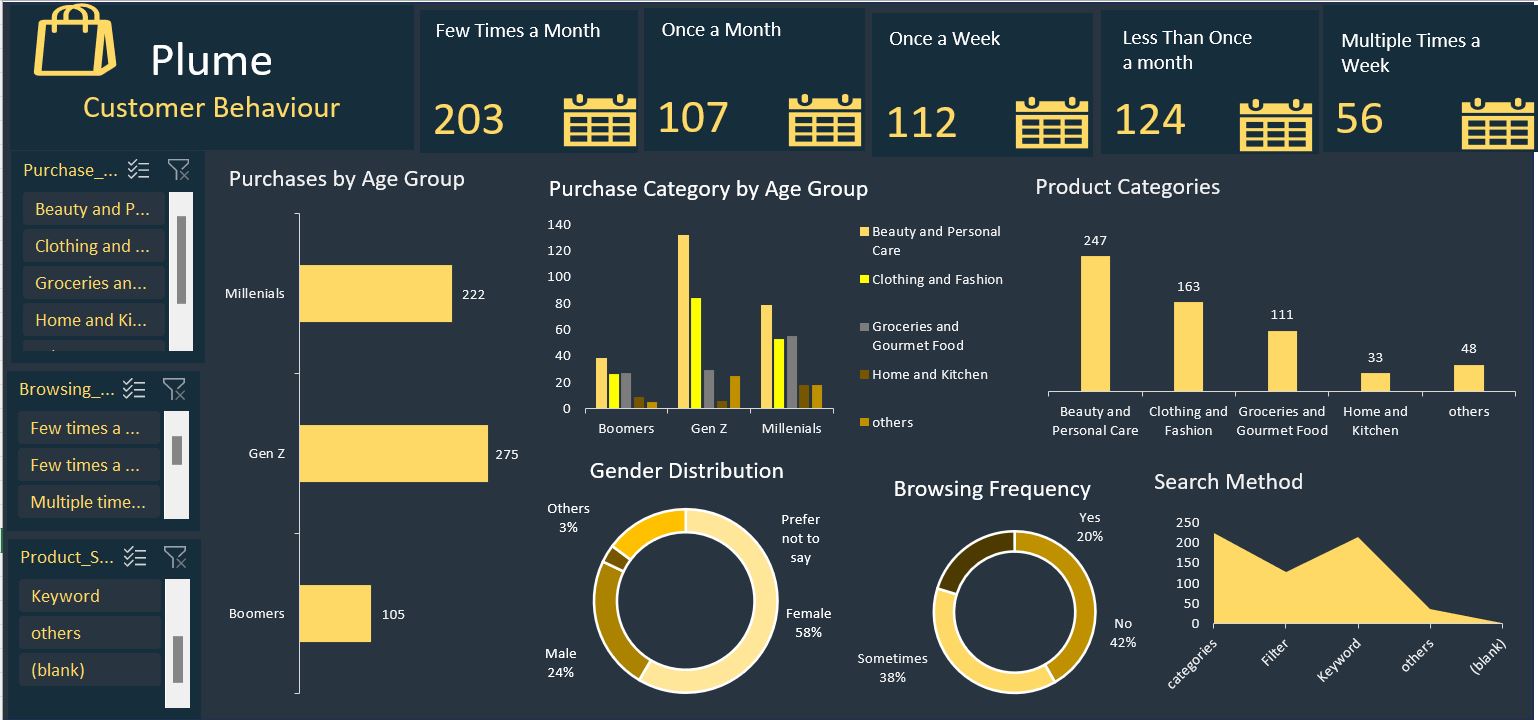 Plume
Customer Behaviour
Few Times a Month
203
Once a Month
107
Once a Week
112
Less Than Once
a month
124
Multiple Times a
Week
56
Purchase_...
Beauty and P...
Clothing and ...
Groceries an...
Home and Ki...
Browsing_...
Few times a ...
Few times a ...
Multiple time...
Product_S...
Keyword
others
(blank)
Purchases by Age Group
Millenials
222
Gen Z
275
Boomers
105
Purchase Category by Age Group
140
120
100
80
60
40
20
0
Boomers
Gen Z
Millenials
Beauty and Personal
Care
Clothing and Fashion
Groceries and
Gourmet Food
Home and Kitchen
others
Product Categories
247
163
111
33
48
Beauty and
Personal Care
Clothing and
Fashion
Groceries and
Gourmet Food
Home and
Kitchen
others
Gender Distribution
Others
3%
Prefer
not to
say
Female
58%
Male
24%
Browsing Frequency
Yes
20%
No
42%
Sometimes
38%
Search Method
250
200
150
100
50
0
categories
Filter
Keyword
others
(blank)